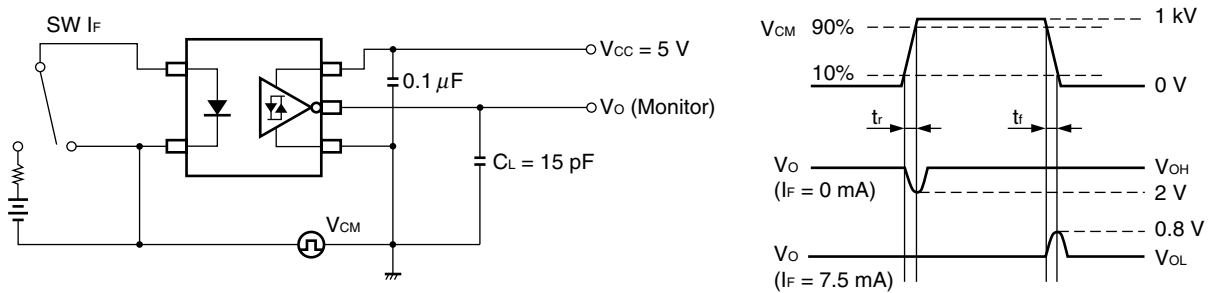 SW IF
VCC = 5 V
0.1 μF
VO (Monitor)
CL = 15 pF
VCM
VCM 90%
10%
1 kV
0 V
tr
tf
VO
(IF = 0 mA)
VOH
2 V
0.8 V
VO
(IF = 7.5 mA)
VOL